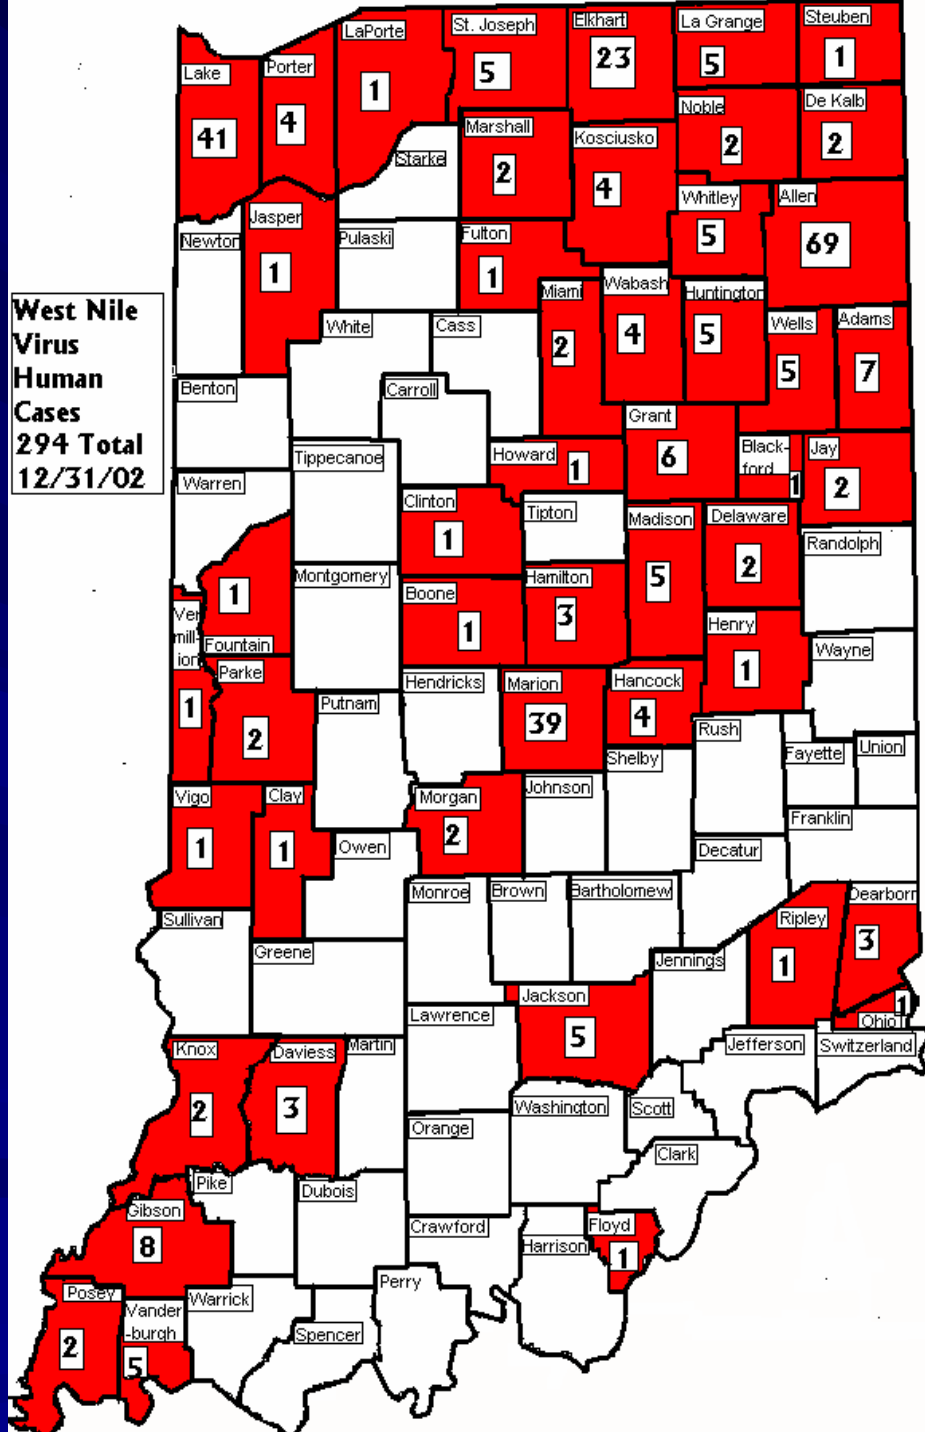 LaPorte
St. Joseph
Elkhart
La Grange
Steuben
Lake
Porter
1
5
23
5
1
41
4
Noble
De Kalb
Marshall
Kosciusko
Starke
2
2
2
4
Whitley
Allen
Jasper
Newton
Pulaski
Fulton
5
69
1
1
West Nile
Virus
Human
Cases
294 Total
12/31/02
Miami
Wabash
Huntington
White
Cass
Wells
Adams
2
4
5
5
7
Benton
Carroll
Grant
Tippecanoe
Howard
6
Black-
ford
Jay
1
1
2
Warren
Clinton
Tipton
Madison
Delaware
1
Randolph
Montgomery
Boone
Hamilton
5
2
1
Fountain
1
3
Henry
Ver
mill-
ion
Wayne
Parke
Hendricks
Marion
Hancock
1
1
2
Putnam
39
4
Rush
Fayette
Union
Shelby
Vigo
Clay
Morgan
Johnson
Franklin
1
1
2
Owen
Decatur
Monroe
Brown
Bartholomew
Dearborn
Sullivan
Ripley
Greene
Jennings
1
3
Jackson
Lawrence
5
1
Ohio
Knox
Daviess
Martin
Jefferson
Switzerland
2
3
Washington
Scott
Orange
Clark
Pike
Dubois
Gibson
8
Crawford
Floyd
Harrison
1
Posey
Vander
-burgh
Warrick
Perry
2
5
Spencer